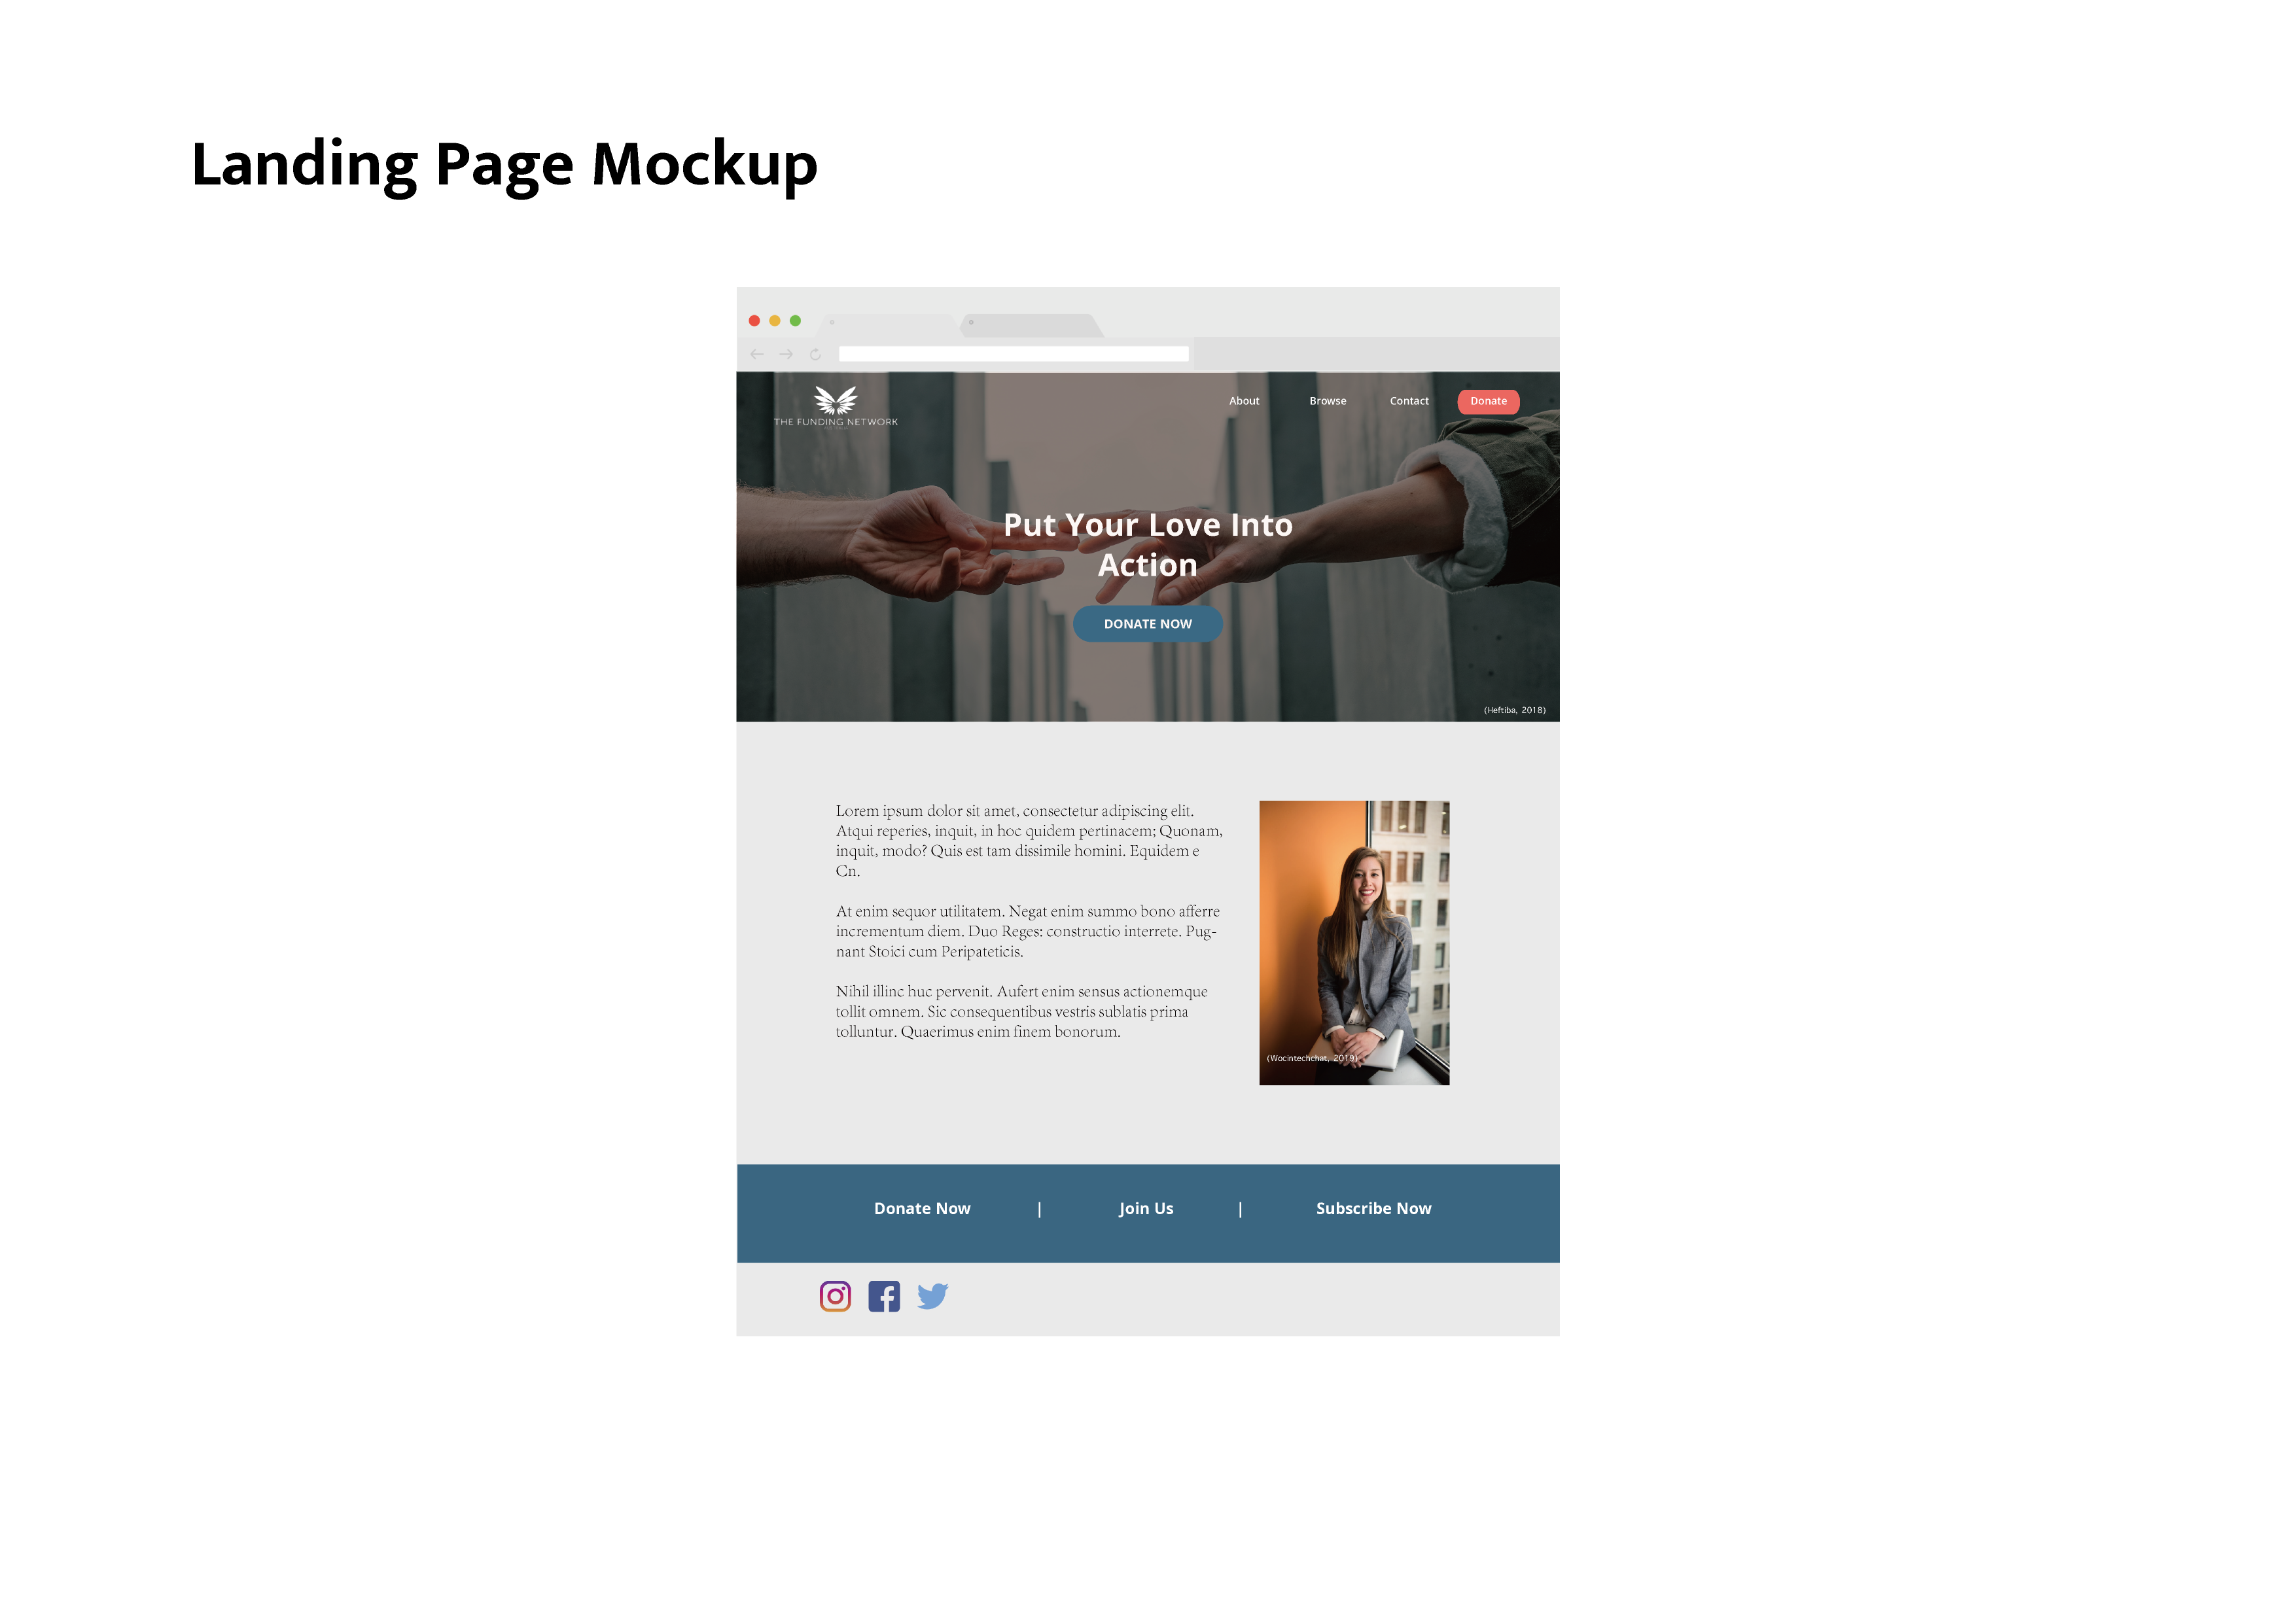 Landing Page Mockup
THE FUNDING NETWORK
About
Browse
Contact
Donate
Put Your Love Into
Action
DONATE NOW
(Heftiba, 2018)
Lorem ipsum dolor sit amet, consectetur adipiscing elit.
Atqui reperies, inquit, in hoc quidem pertinacem; Quonam,
inquit, modo? Quis est tam dissimile homini. Equidem e
Cn.
At enim sequor utilitatem. Negat enim summo bono afferre
incrementum diem. Duo Reges: constructio interrete. Pug-
nant Stoici cum Peripateticis.
Nihil illinc huc pervenit. Aufert enim sensus actionemque
tollit omnem. Sic consequentibus vestris sublatis prima
tolluntur. Quaerimus enim finem bonorum.
(Wocintechchat, 2019)
Donate Now | Join Us | Subscribe Now